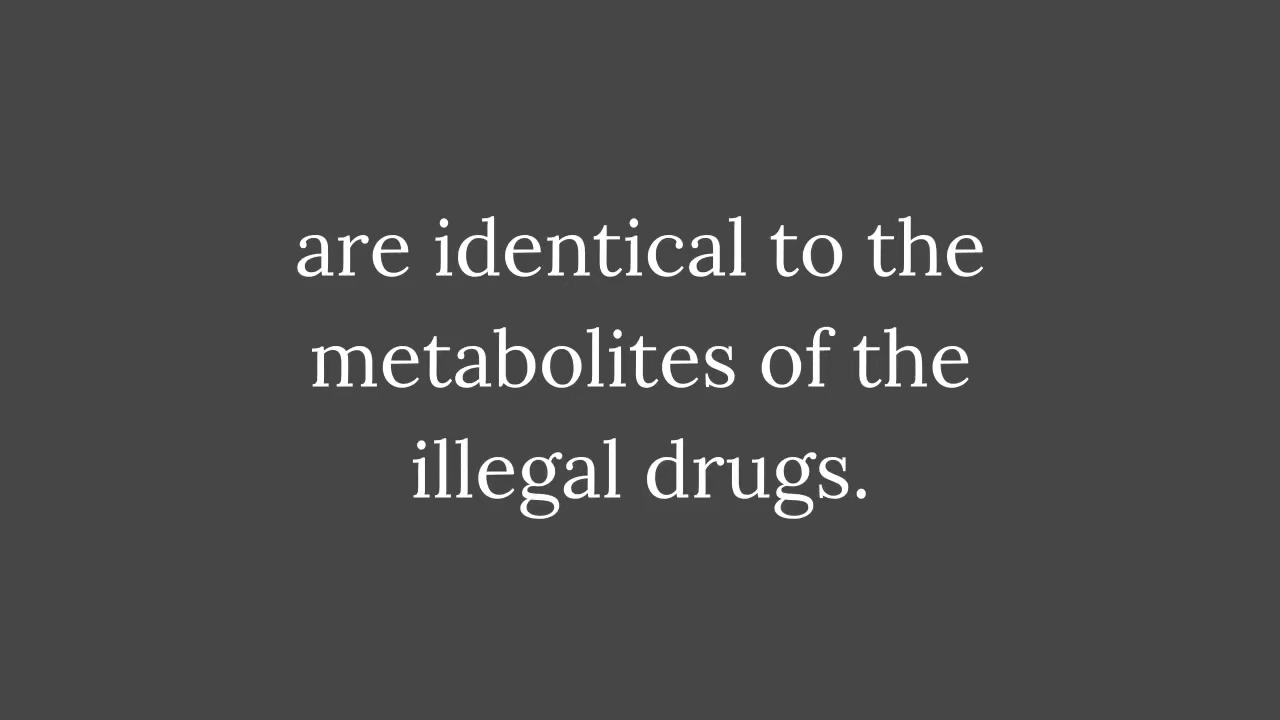 are identical to the
metabolites of the
illegal drugs.